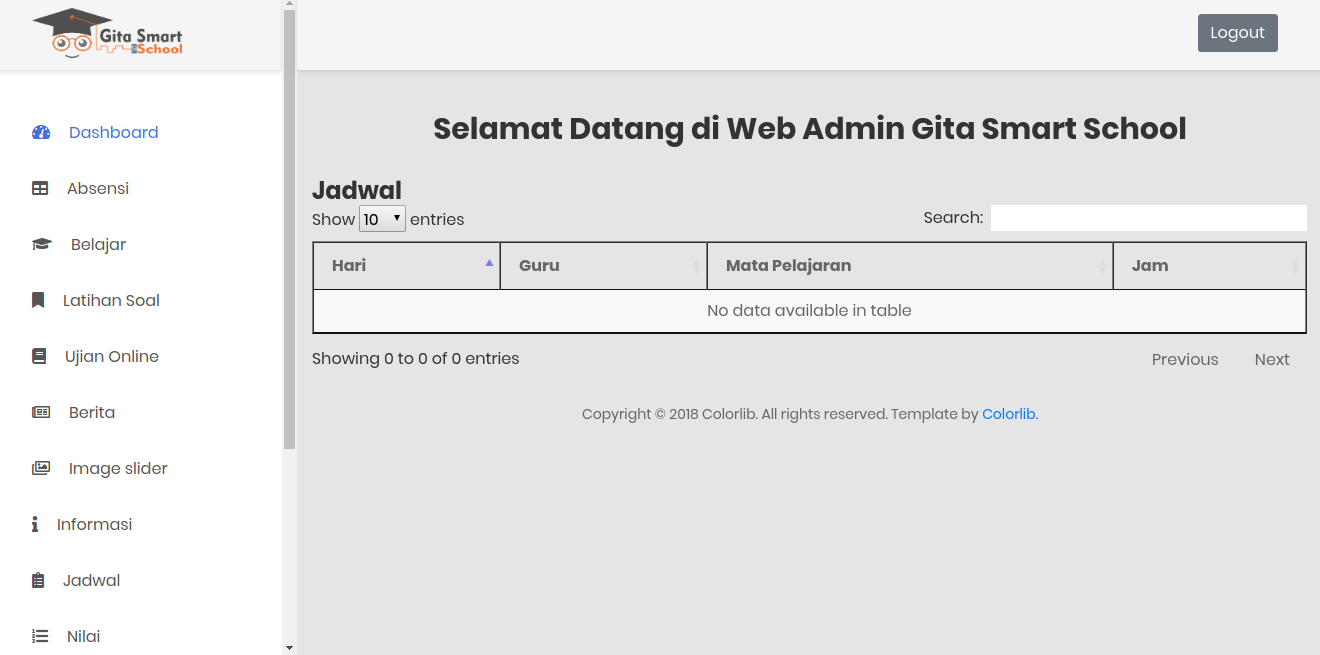 Gita Smart
School
Logout
Dashboard
Absensi
Belajar
Latihan Soal
Ujian Online
Berita
Image slider
Informasi
Jadwal
Nilai
Selamat Datang di Web Admin Gita Smart School
Jadwal
Show 10 entries
Search:
Hari Guru Mata Pelajaran Jam
No data available in table
Showing 0 to 0 of 0 entries
Previous Next
Copyright © 2018 Colorlib. All rights reserved. Template by Colorlib.